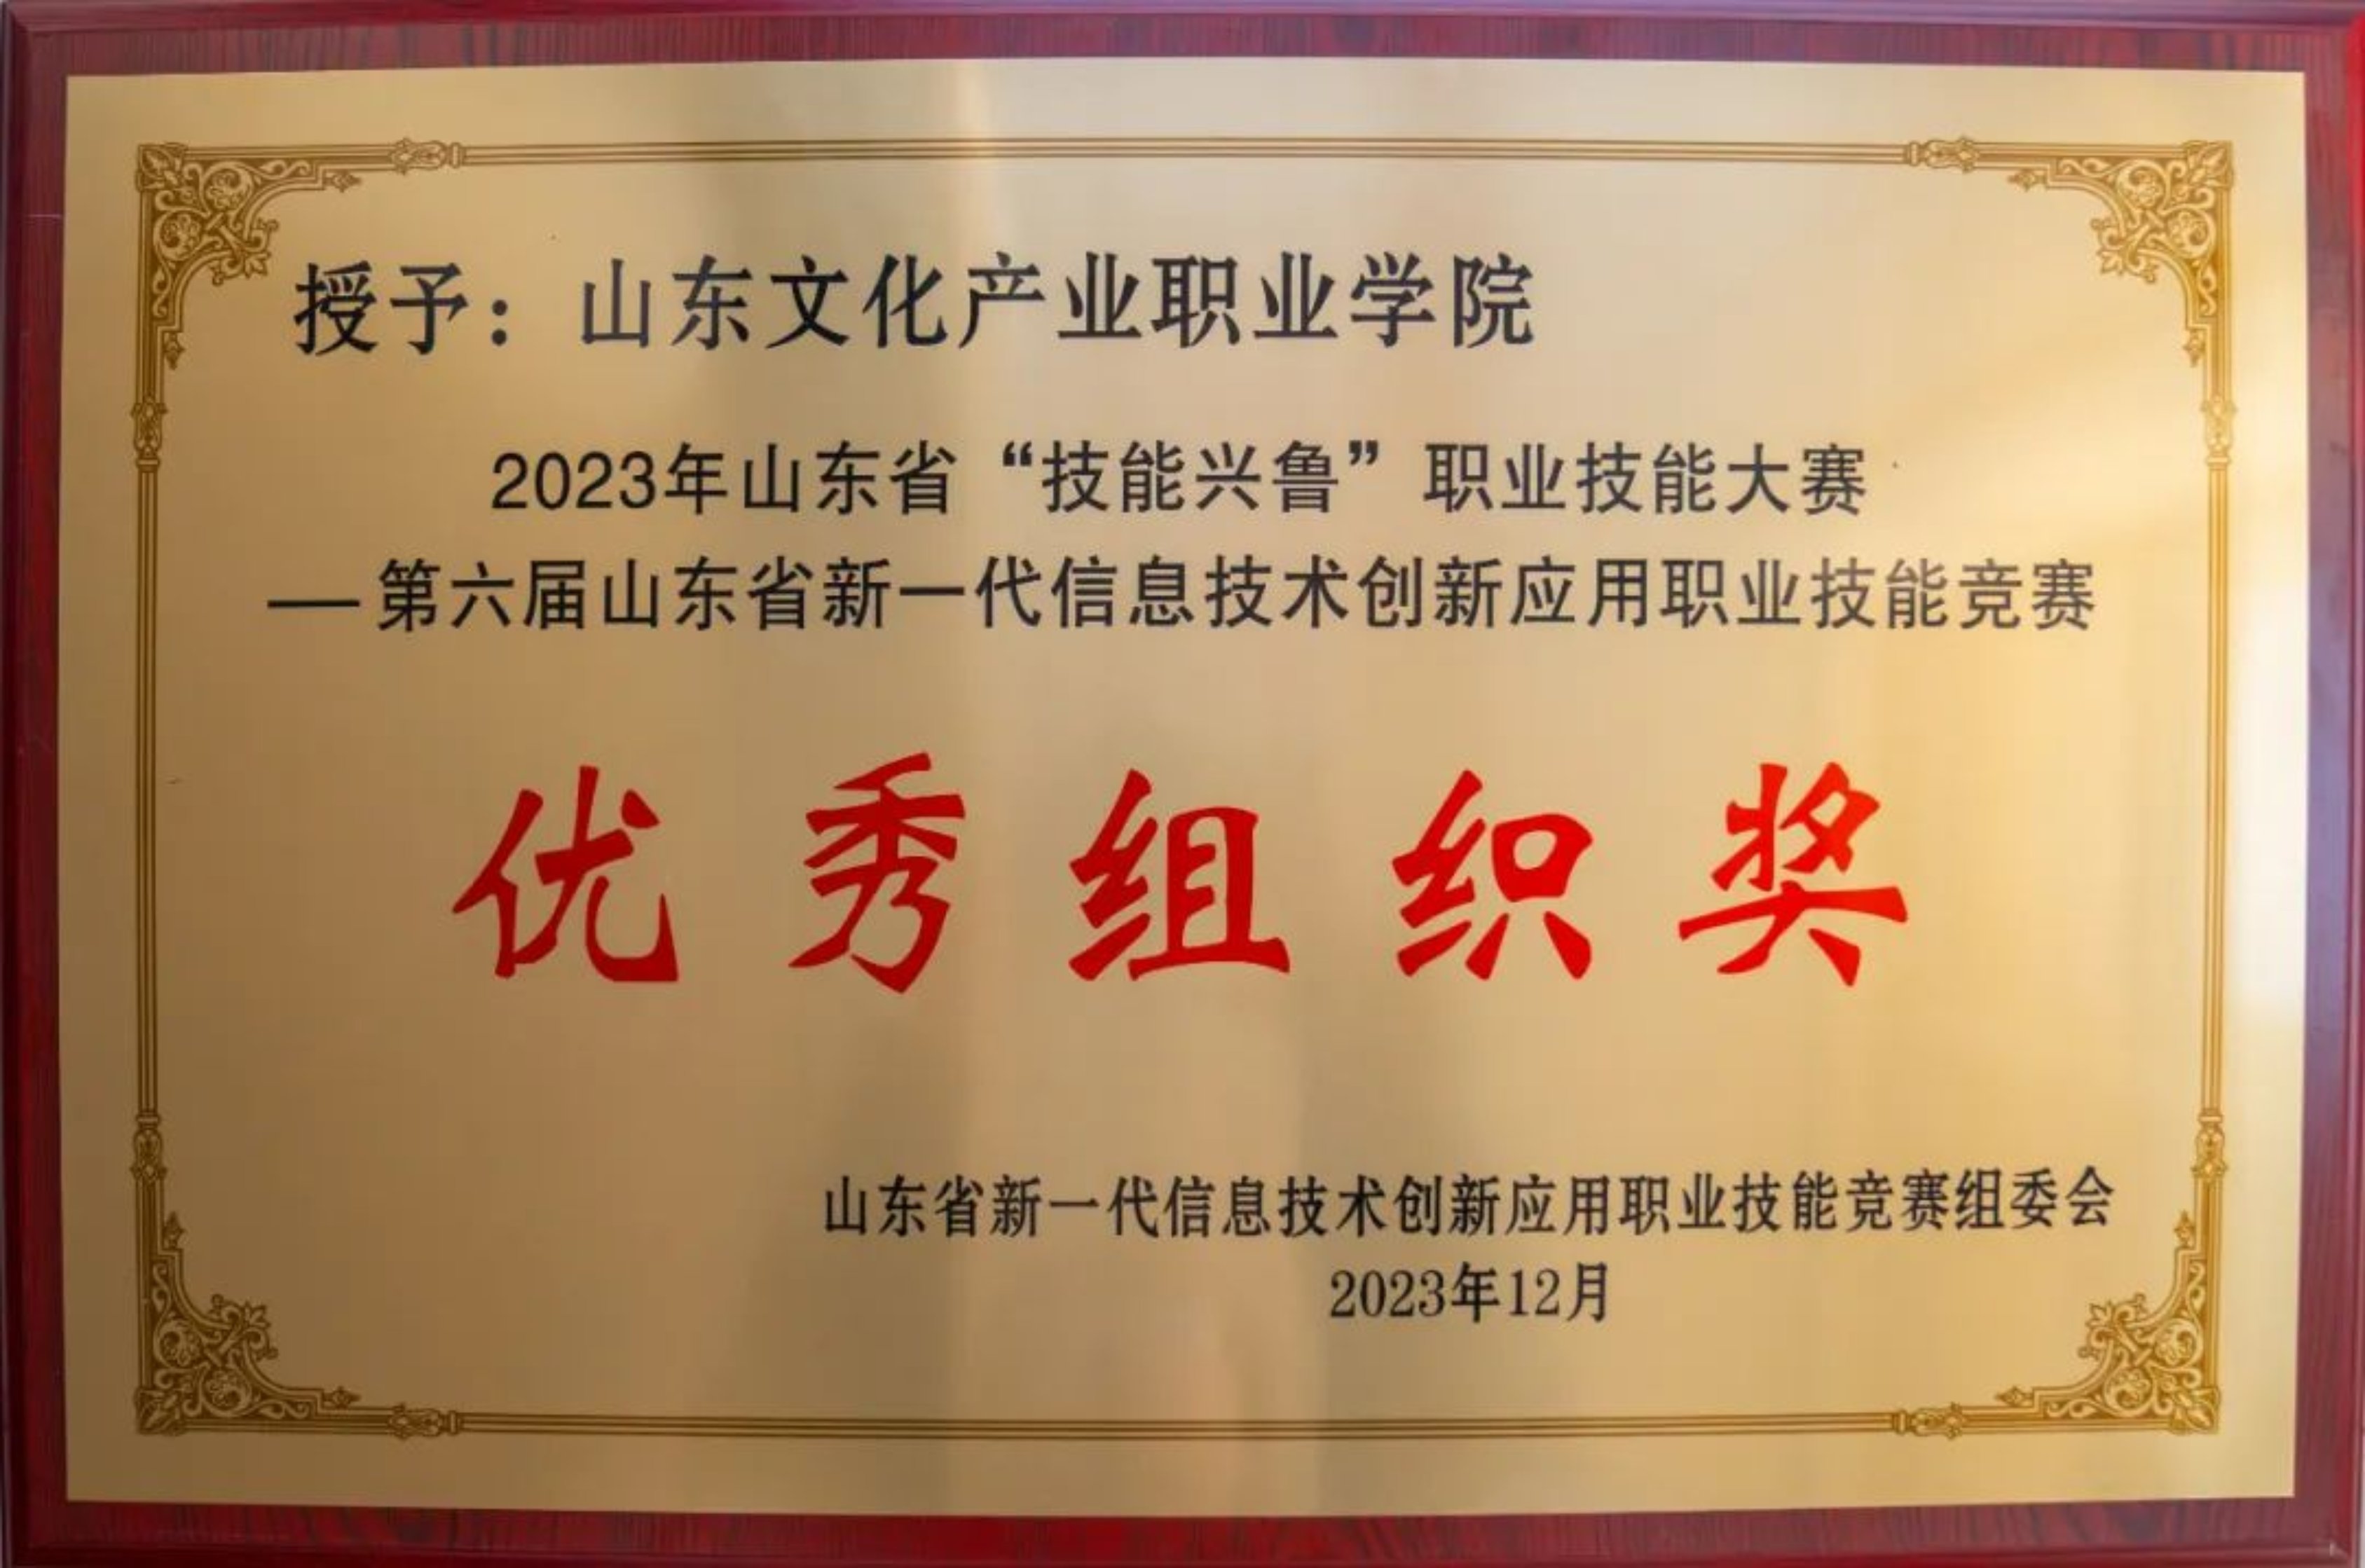 授予：山东文化产业职业学院
2023年山东省“技能兴鲁”职业技能大赛
—第六届山东省新一代信息技术创新应用职业技能竞赛
优秀组织奖
山东省新一代信息技术创新应用职业技能竞赛组委会
2023年12月